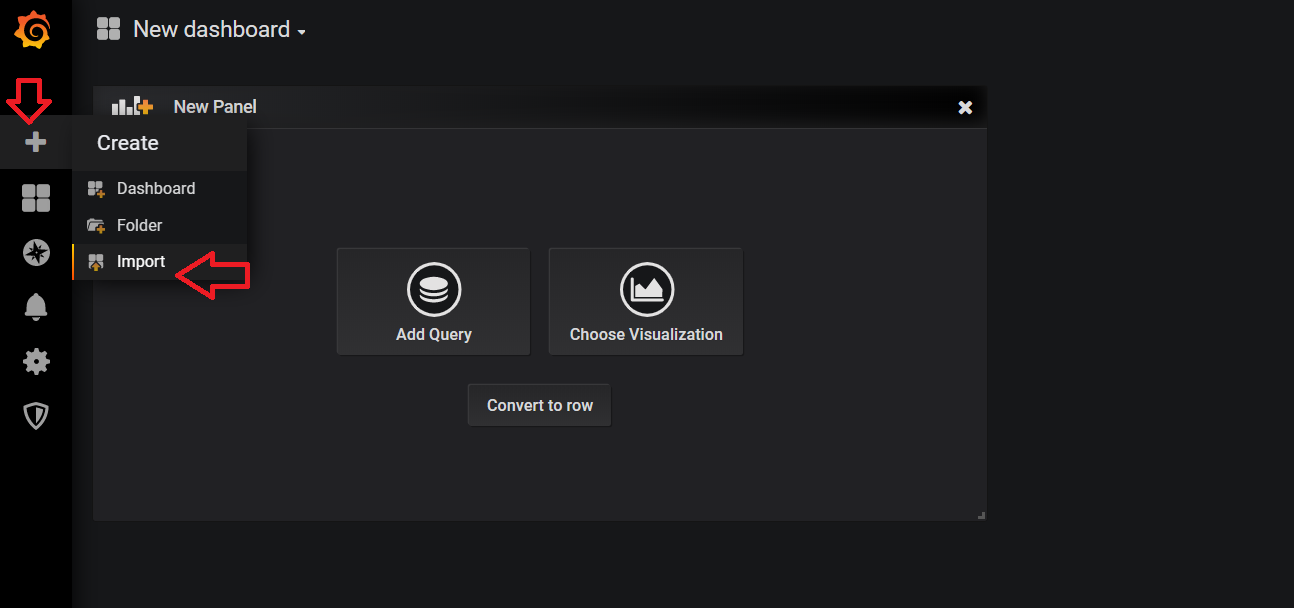 New dashboard
New Panel
Create
Dashboard
Folder
Import
Add Query
Choose Visualization
Convert to row